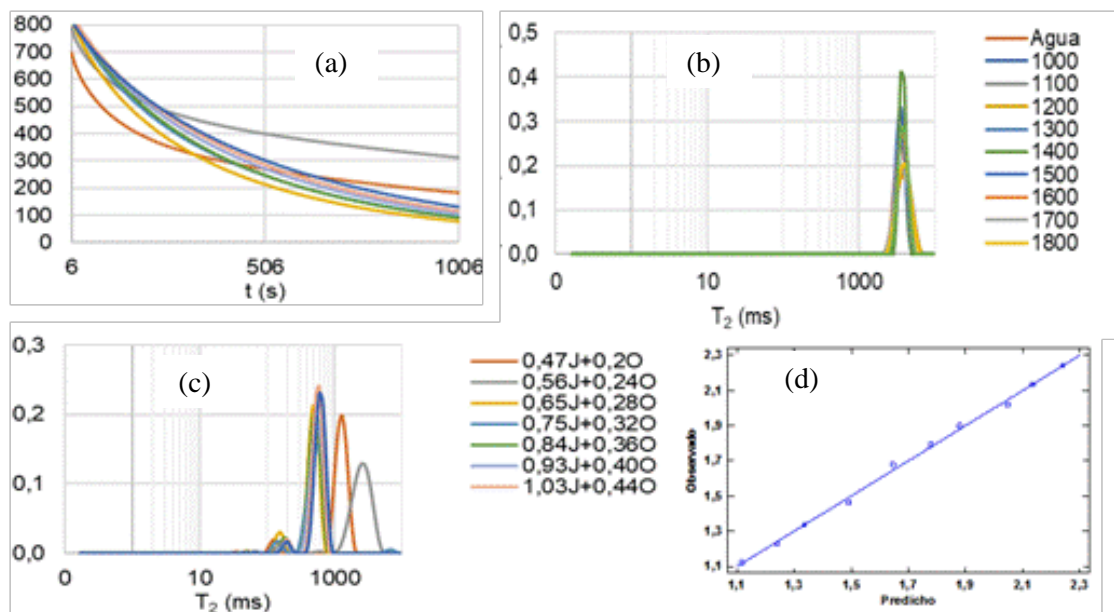 800
700
600
500
400
300
200
100
0
6 506 1006
t (s)
(a)
0,5
0,4
0,3
0,2
0,1
0,0
0 10 1000
T₂ (ms)
(b)
Agua
1000
1100
1200
1300
1400
1500
1600
1700
1800
0,3
0,2
0,1
0,0
0 10 1000
T₂ (ms)
(c)
0,47J+0,2O
0,56J+0,24O
0,65J+0,28O
0,75J+0,32O
0,84J+0,36O
0,93J+0,40O
1,03J+0,44O
(d)
Observado
2,3
2,1
1,9
1,7
1,5
1,3
1,1
1,1 1,3 1,5 1,7 1,9 2,1 2,3
Predicho